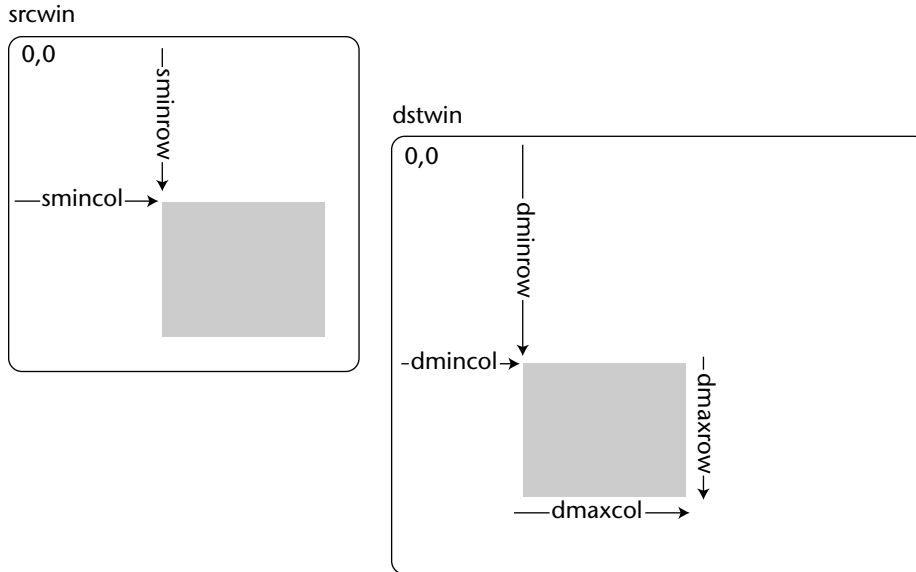 srcwin
0,0
sminrow
smincol
dstwin
0,0
dminrow
dmincol
dmaxrow
dmaxcol